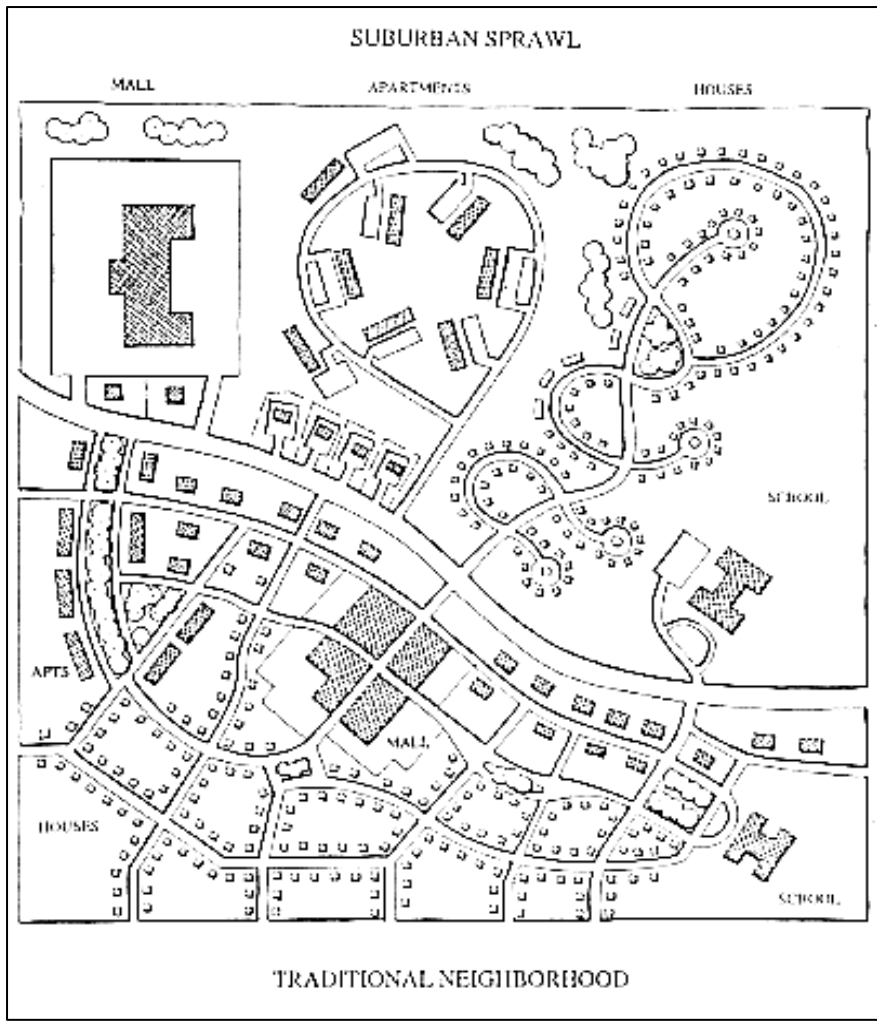 SUBURBAN SPRAWL
MALL
APARTMENTS
HOUSES
SCHOOL
APTS
MALL
HOUSES
SCHOOL
TRADITIONAL NEIGHBORHOOD